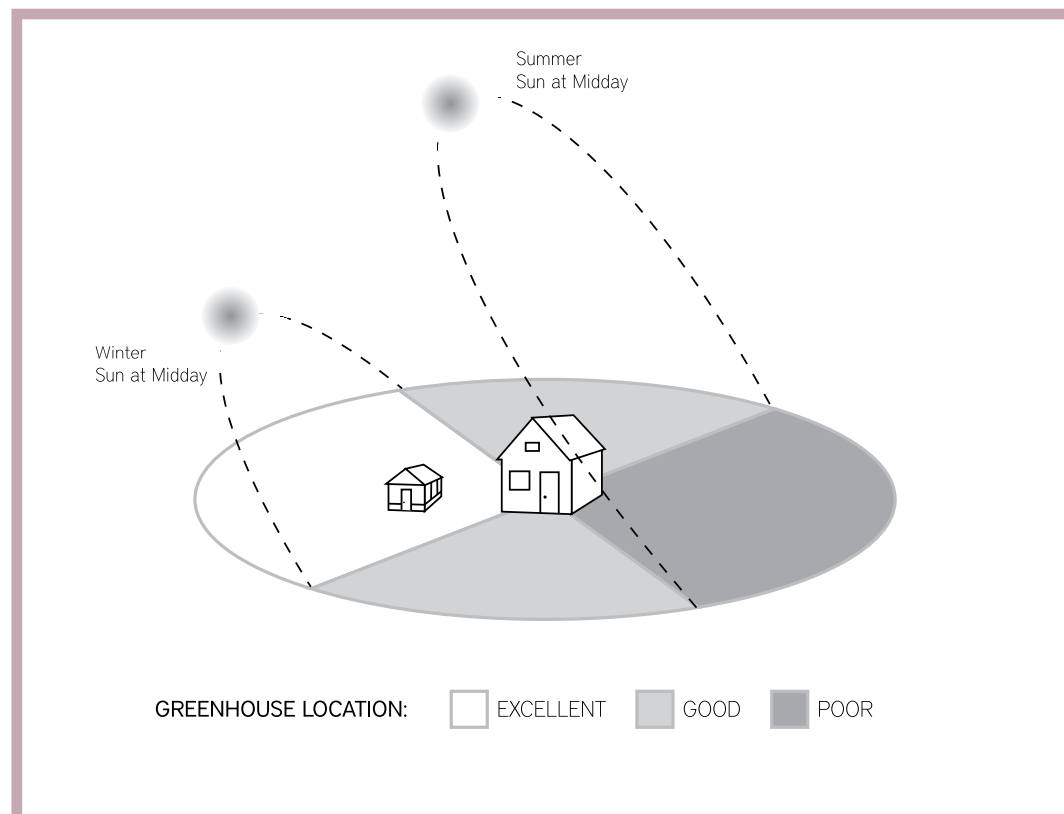 Summer
Sun at Midday
Winter
Sun at Midday
GREENHOUSE LOCATION: EXCELLENT GOOD POOR